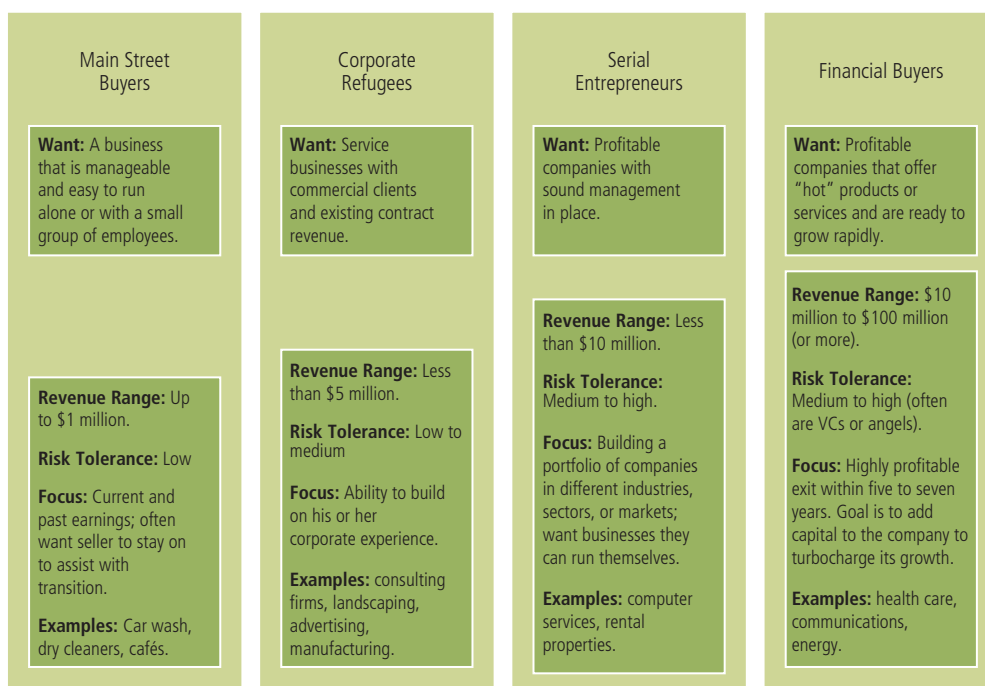 Main Street
Buyers
Want: A business
that is manageable
and easy to run
alone or with a small
group of employees.
Revenue Range: Up
to $1 million.
Risk Tolerance: Low
Focus: Current and
past earnings; often
want seller to stay on
to assist with
transition.
Examples: Car wash,
dry cleaners, cafés.
Corporate
Refugees
Want: Service
businesses with
commercial clients
and existing contract
revenue.
Revenue Range: Less
than $5 million.
Risk Tolerance: Low to
medium
Focus: Ability to build
on his or her
corporate experience.
Examples: consulting
firms, landscaping,
advertising,
manufacturing.
Serial
Entrepreneurs
Want: Profitable
companies with
sound management
in place.
Revenue Range: Less
than $10 million.
Risk Tolerance:
Medium to high.
Focus: Building a
portfolio of companies
in different industries,
sectors, or markets;
want businesses they
can run themselves.
Examples: computer
services, rental
properties.
Financial Buyers
Want: Profitable
companies that offer
“hot” products or
services and are ready to
grow rapidly.
Revenue Range: $10
million to $100 million
(or more).
Risk Tolerance:
Medium to high (often
are VCs or angels).
Focus: Highly profitable
exit within five to seven
years. Goal is to add
capital to the company to
turbocharge its growth.
Examples: health care,
communications,
energy.